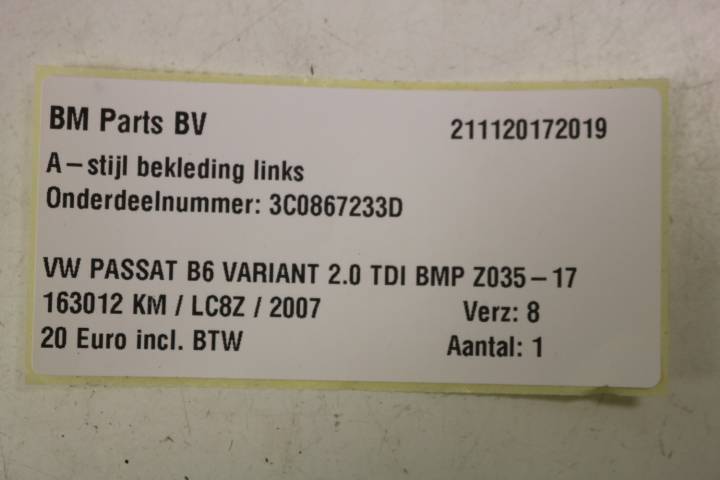 BM Parts BV 211120172019
A-stijl bekleding links
Onderdeelnummer: 3C0867233D
VW PASSAT B6 VARIANT 2.0 TDI BMP Z035-17
163012 KM / LC8Z / 2007 Verz: 8
20 Euro incl. BTW Aantal: 1